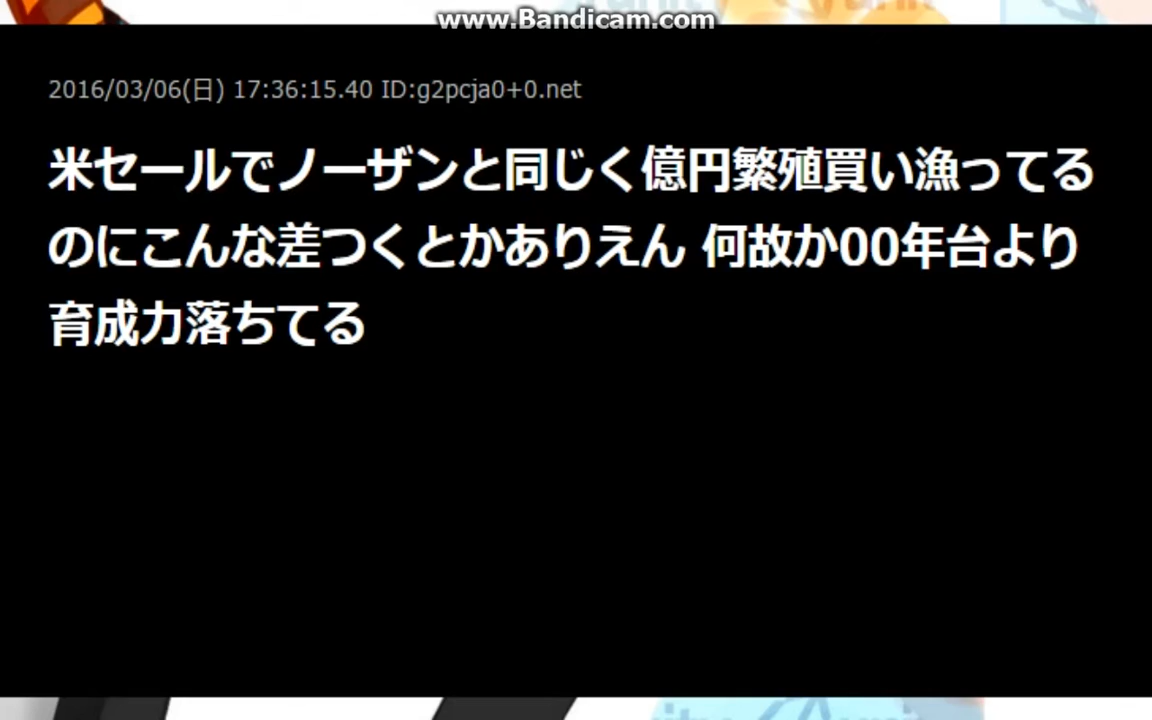 www.Bandicam.com
2016/03/06(日) 17:36:15.40 ID:g2pcja0+0.net
米セールでノーザンと同じく億円繁殖買い漁ってる
のにこんな差つくとかありえん 何故か00年台より
育成力落ちてる